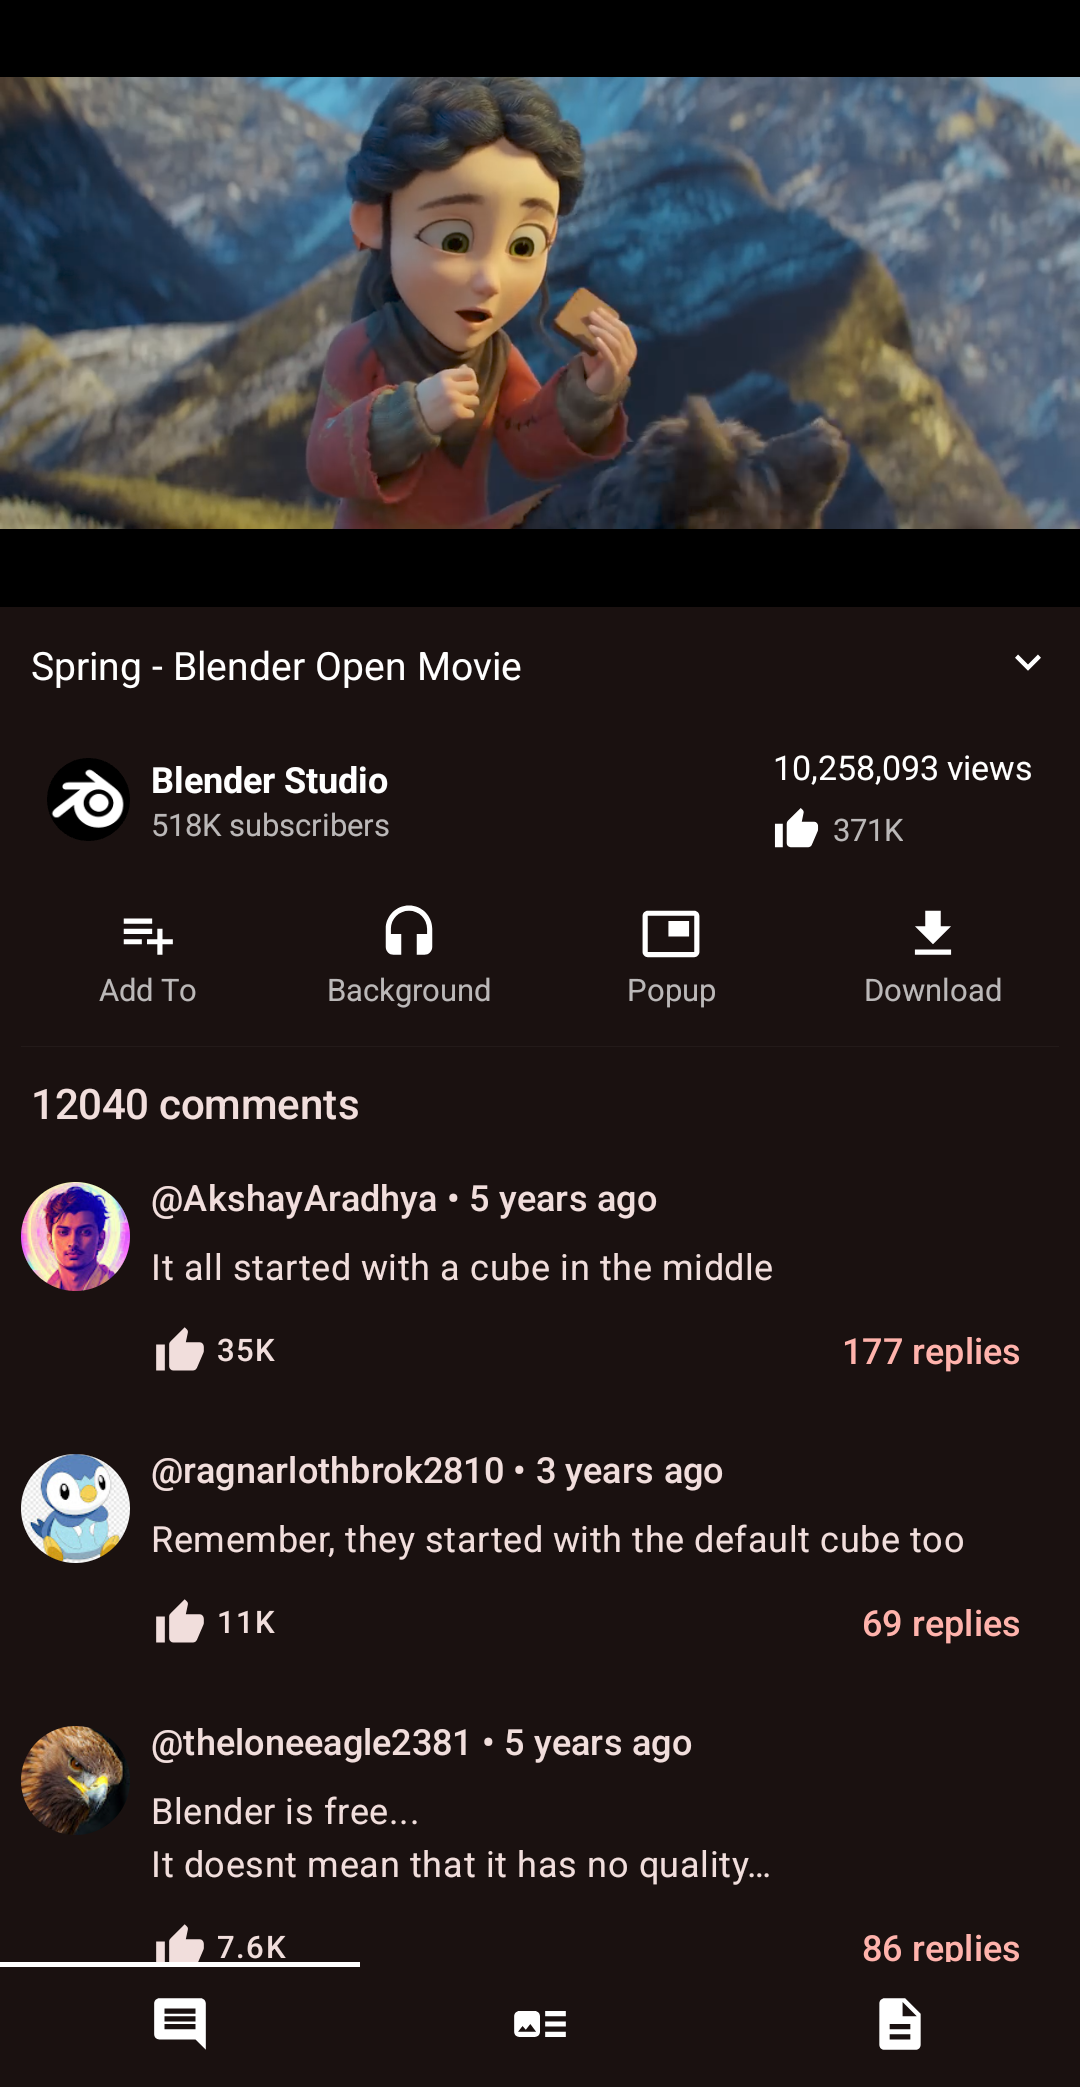 Spring - Blender Open Movie
Blender Studio
518K subscribers
10,258,093 views
371K
Add To
Background
Popup
Download
12040 comments
@AkshayAradhya • 5 years ago
It all started with a cube in the middle
35K
177 replies
@ragnarlothbrok2810 • 3 years ago
Remember, they started with the default cube too
11K
69 replies
@theloneeagle2381 • 5 years ago
Blender is free...
It doesnt mean that it has no quality…
7.6K
86 replies